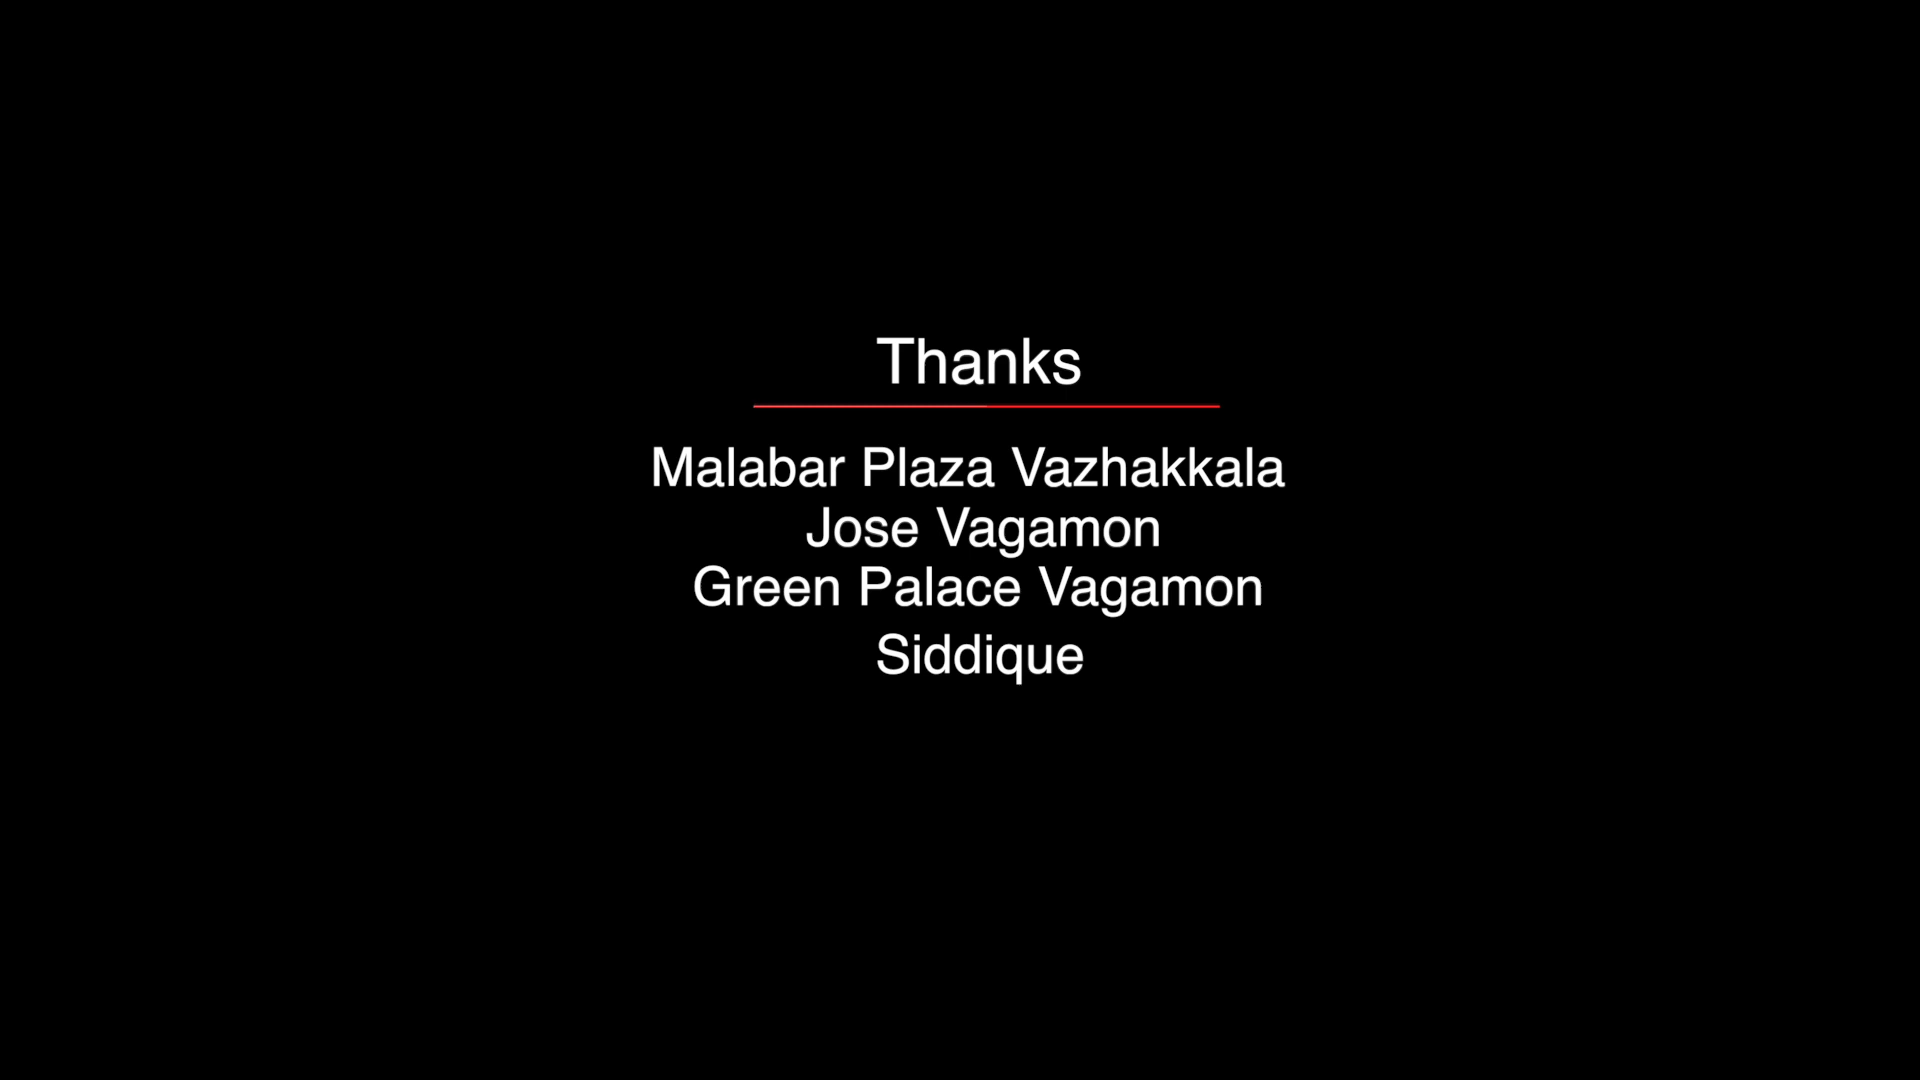 Thanks
Malabar Plaza Vazhakkala
Jose Vagamon
Green Palace Vagamon
Siddique